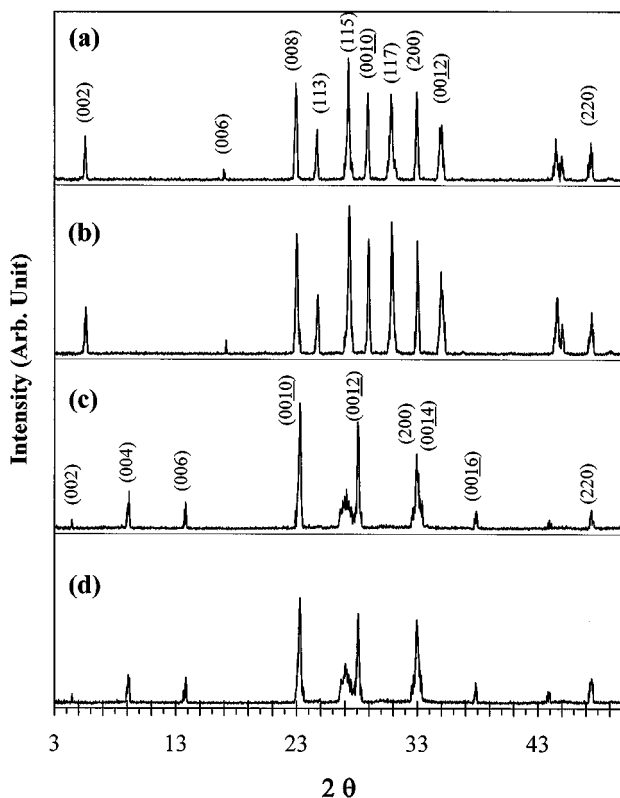 (a)
(002)
(006)
(008)
(113)
(115)
(0010)
(117)
(200)
(0012)
(220)
(b)
(c)
(002)
(004)
(006)
(0010)
(0012)
(200)
(0014)
(0016)
(220)
(d)
Intensity (Arb. Unit)
3 13 23 33 43
2 θ